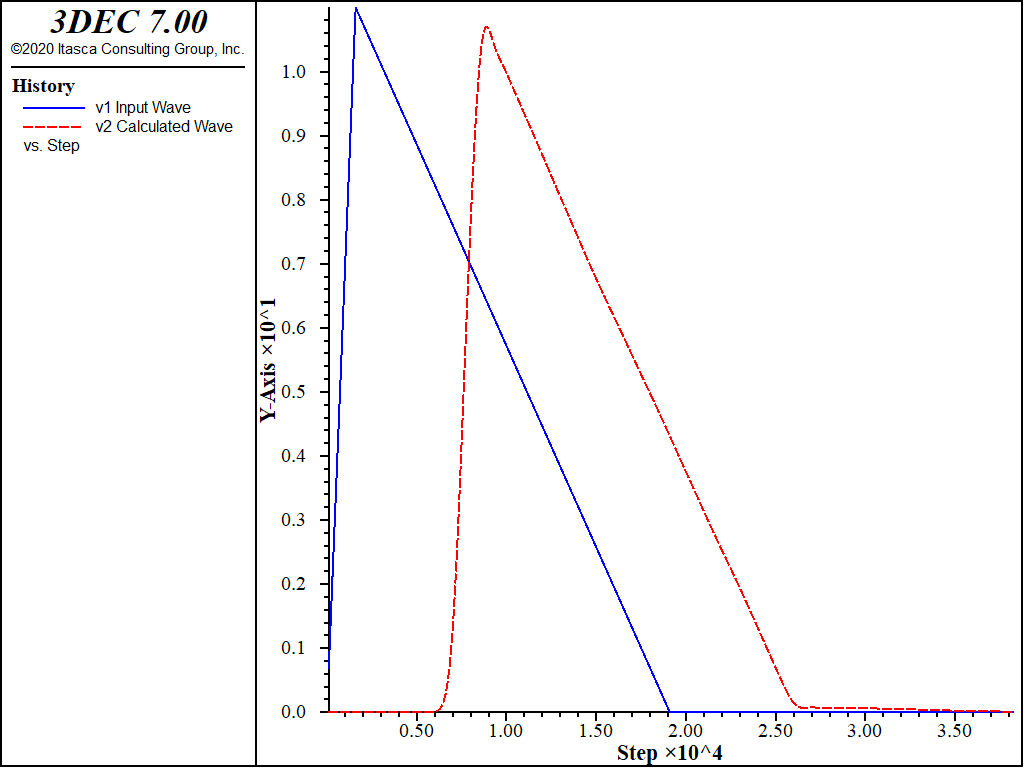 3DEC 7.00
©2020 Itasca Consulting Group, Inc.
History
v1 Input Wave
v2 Calculated Wave
vs. Step
Y-Axis ×10^1
1.0
0.9
0.8
0.7
0.6
0.5
0.4
0.3
0.2
0.1
0.0
0.50 1.00 1.50 2.00 2.50 3.00 3.50
Step ×10^4